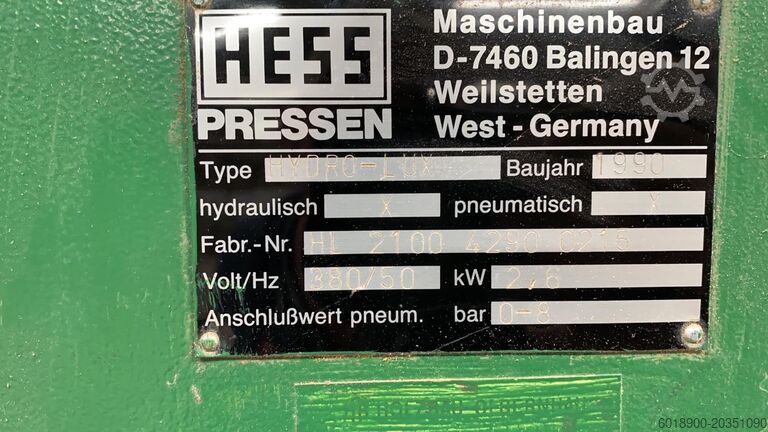 HESS
PRESSEN
Maschinenbau
D-7460 Balingen 12
Weilstetten
West-Germany
Type HYDRO-LUX Baujahr 1990
hydraulisch X pneumatisch X
Fabr.-Nr. HL 2100 4290 0216
Volt/Hz 380/50 kW 2,6
Anschlußwert pneum. bar 0-8
6018900-20351090